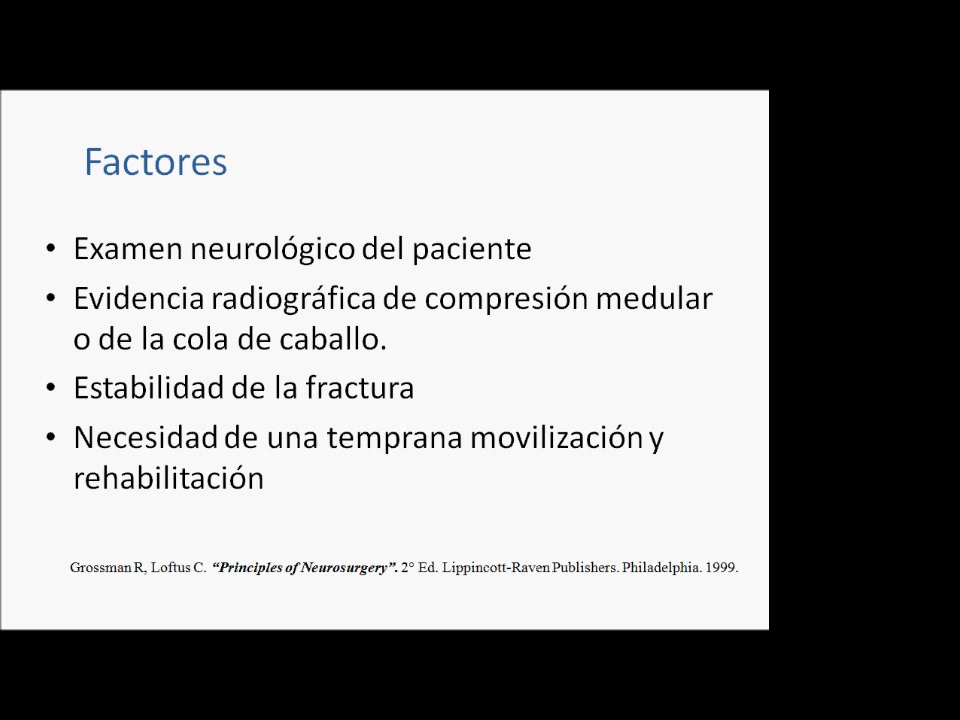 Factores
• Examen neurológico del paciente
• Evidencia radiográfica de compresión medular
o de la cola de caballo.
• Estabilidad de la fractura
• Necesidad de una temprana movilización y
rehabilitación
Grossman R, Loftus C. “Principles of Neurosurgery”. 2° Ed. Lippincott-Raven Publishers. Philadelphia. 1999.